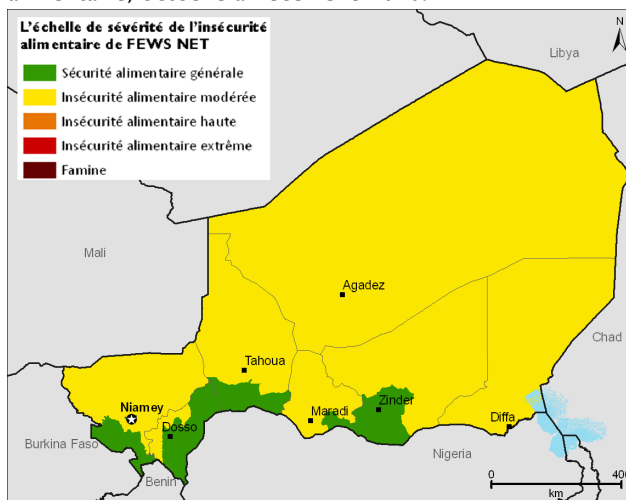 L'échelle de sévérité de l'insécurité
alimentaire de FEWS NET
Sécurité alimentaire générale
Insécurité alimentaire modérée
Insécurité alimentaire haute
Insécurité alimentaire extrême
Famine
N
Libya
Mali
Agadez
Chad
Tahoua
Niamey
Maradi
Zinder
Dosso
Diffa
Burkina Faso
Nigeria
Benin
0 400
km